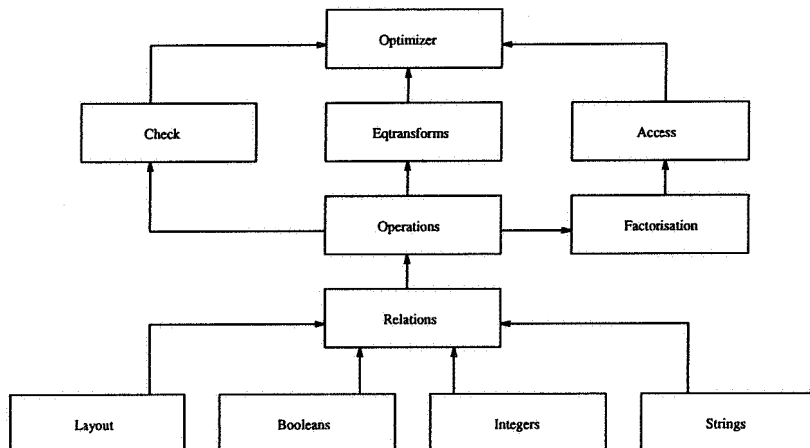 Optimizer
Check
Eqtransforms
Access
Operations
Factorisation
Relations
Layout
Booleans
Integers
Strings